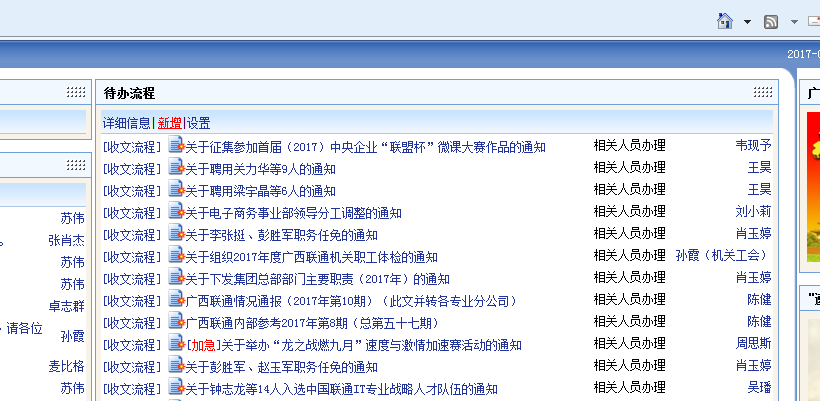 2017-0
待办流程
广
详细信息|新增|设置
[收文流程] 关于征集参加首届（2017）中央企业“联盟杯”微课大赛作品的通知 相关人员办理 韦现予
[收文流程] 关于聘用关力华等9人的通知 相关人员办理 王昊
[收文流程] 关于聘用梁宇晶等6人的通知 相关人员办理 王昊
[收文流程] 关于电子商务事业部领导分工调整的通知 相关人员办理 刘小莉
[收文流程] 关于李张挺、彭胜军职务任免的通知 相关人员办理 肖玉婷
[收文流程] 关于组织2017年度广西联通机关职工体检的通知 相关人员办理 孙霞（机关工会）
[收文流程] 关于下发集团总部部门主要职责（2017年）的通知 相关人员办理 肖玉婷
[收文流程] 广西联通情况通报（2017年第10期）（此文并转各专业分公司） 相关人员办理 陈健
[收文流程] 广西联通内部参考2017年第8期（总第五十七期） 相关人员办理 陈健
[收文流程] [加急]关于举办“龙之战燃九月”速度与激情加速赛活动的通知 相关人员办理 周思斯
[收文流程] 关于彭胜军、赵玉军职务任免的通知 相关人员办理 肖玉婷
[收文流程] 关于钟志龙等14人入选中国联通IT专业战略人才队伍的通知 相关人员办理 吴璠
苏伟
。 张肖杰
苏伟
苏伟
卓志群
，请各位
孙霞
麦比格
苏伟